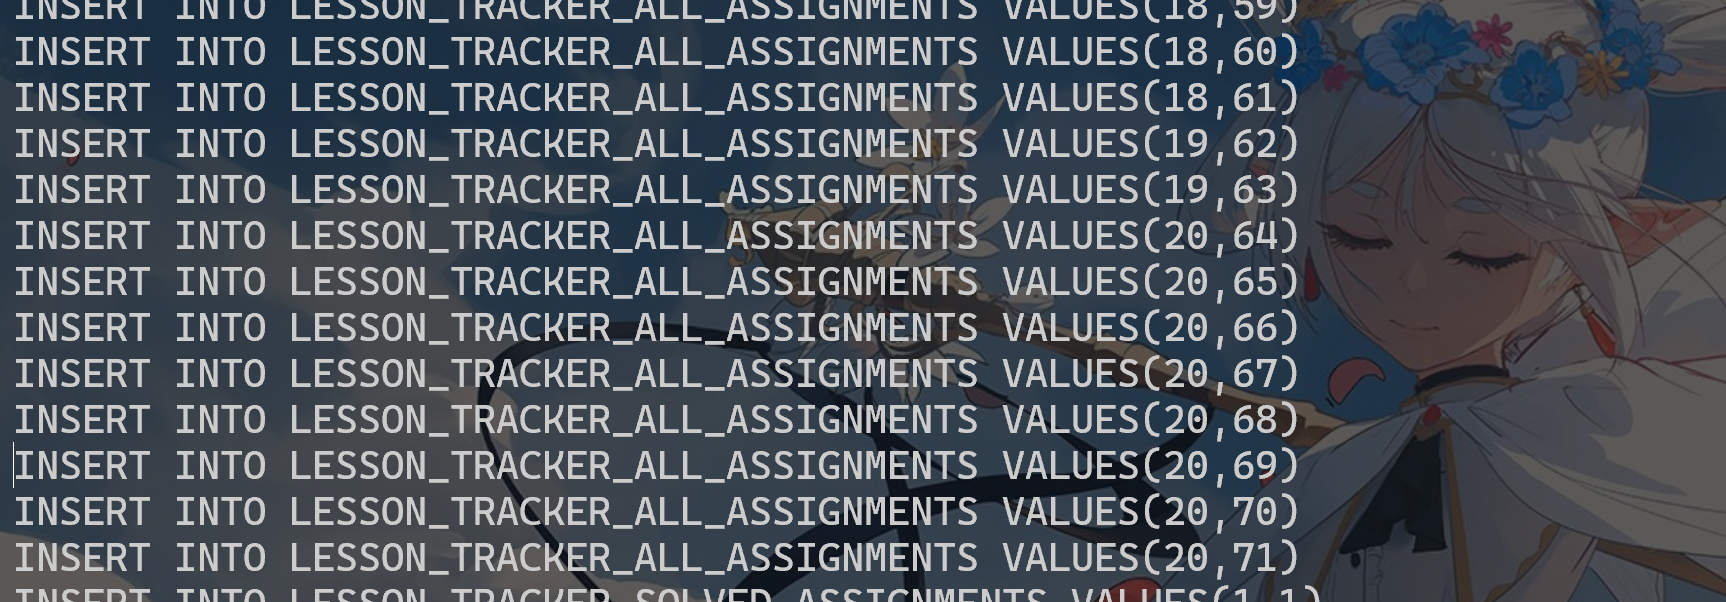 INSERT INTO LESSON_TRACKER_ALL_ASSIGNMENTS VALUES(18,59)
INSERT INTO LESSON_TRACKER_ALL_ASSIGNMENTS VALUES(18,60)
INSERT INTO LESSON_TRACKER_ALL_ASSIGNMENTS VALUES(18,61)
INSERT INTO LESSON_TRACKER_ALL_ASSIGNMENTS VALUES(19,62)
INSERT INTO LESSON_TRACKER_ALL_ASSIGNMENTS VALUES(19,63)
INSERT INTO LESSON_TRACKER_ALL_ASSIGNMENTS VALUES(20,64)
INSERT INTO LESSON_TRACKER_ALL_ASSIGNMENTS VALUES(20,65)
INSERT INTO LESSON_TRACKER_ALL_ASSIGNMENTS VALUES(20,66)
INSERT INTO LESSON_TRACKER_ALL_ASSIGNMENTS VALUES(20,67)
INSERT INTO LESSON_TRACKER_ALL_ASSIGNMENTS VALUES(20,68)
INSERT INTO LESSON_TRACKER_ALL_ASSIGNMENTS VALUES(20,69)
INSERT INTO LESSON_TRACKER_ALL_ASSIGNMENTS VALUES(20,70)
INSERT INTO LESSON_TRACKER_ALL_ASSIGNMENTS VALUES(20,71)
INSERT INTO LESSON_TRACKER_SOLVED_ASSIGNMENTS VALUES(1,1)